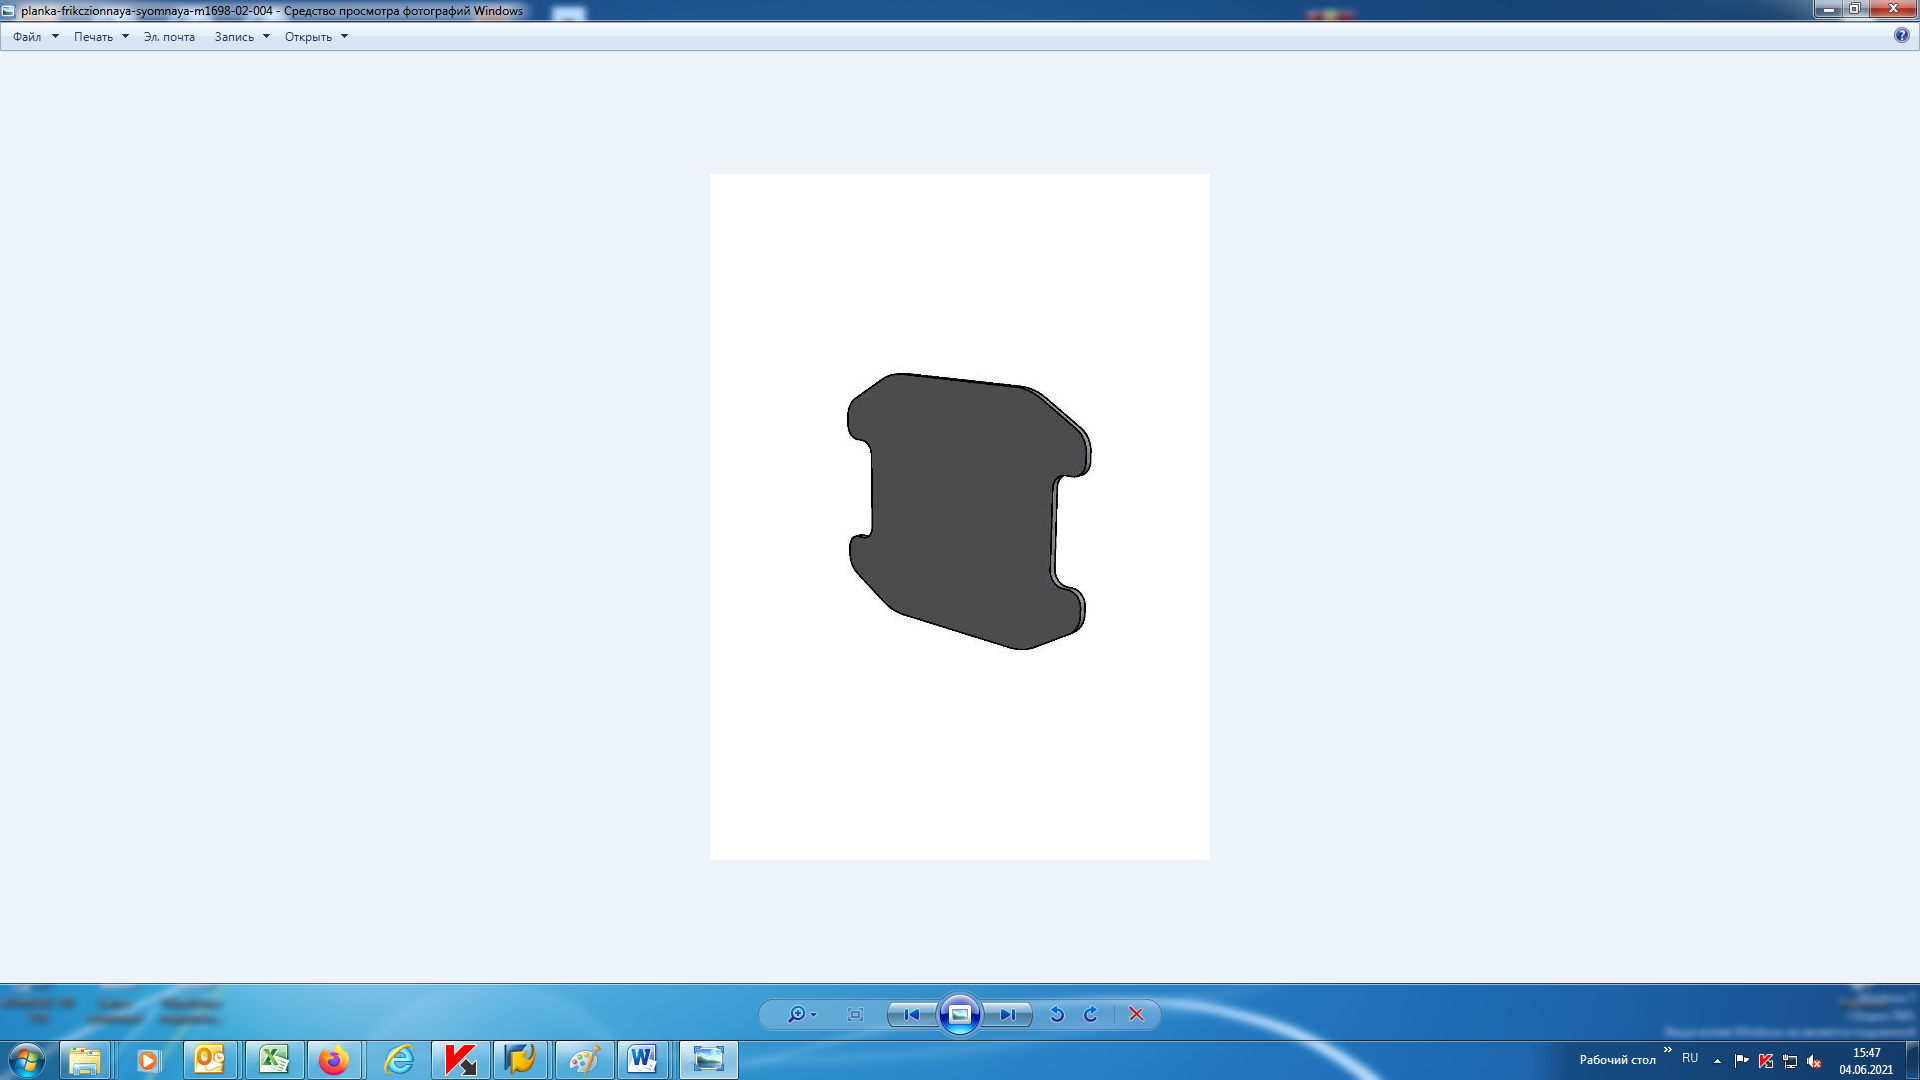 planka-frikczionnaya-syomnaya-m1698-02-004 - Средство просмотра фотографий Windows
Файл Печать Эл. почта Запись Открыть
Рабочий стол » RU 15:47
04.06.2021